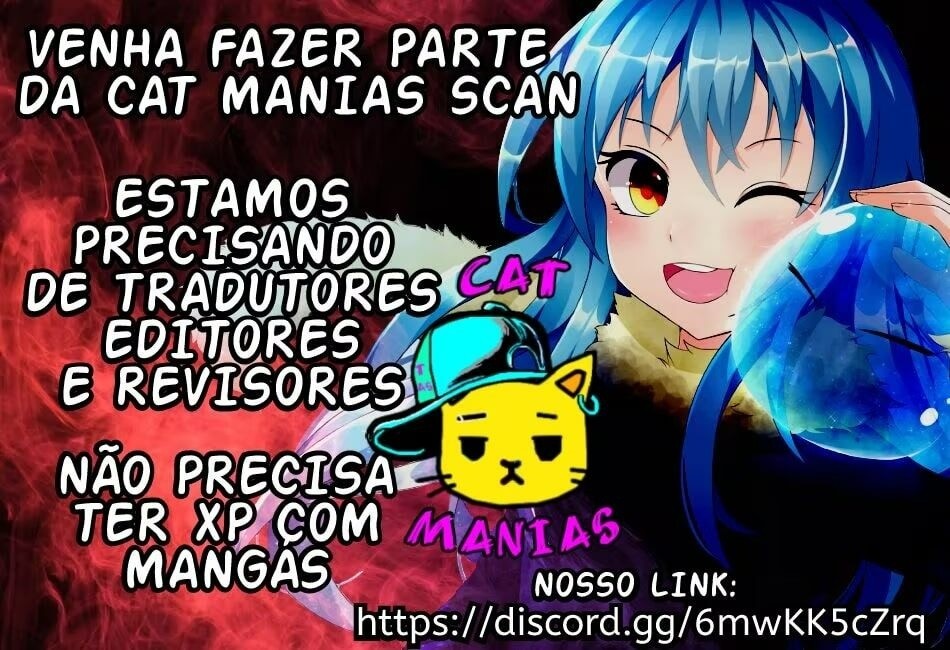 VENHA FAZER PARTE
DA CAT MANIAS SCAN
ESTAMOS
PRECISANDO
DE TRADUTORES
EDITORES
E REVISORES
NÃO PRECISA
TER XP COM
MANGÁS
CAT
MANIAS
NOSSO LINK:
https://discord.gg/6mwKK5cZrq